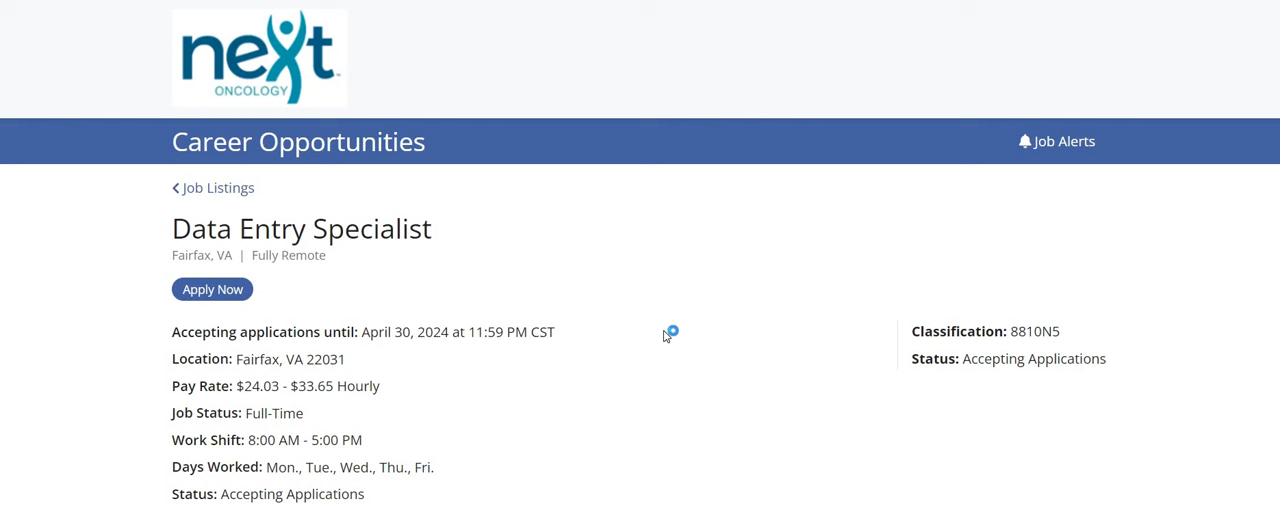 next
ONCOLOGY
Career Opportunities
Job Alerts
Job Listings
Data Entry Specialist
Fairfax, VA | Fully Remote
Apply Now
Accepting applications until: April 30, 2024 at 11:59 PM CST
Location: Fairfax, VA 22031
Pay Rate: $24.03 - $33.65 Hourly
Job Status: Full-Time
Work Shift: 8:00 AM - 5:00 PM
Days Worked: Mon., Tue., Wed., Thu., Fri.
Status: Accepting Applications
Classification: 8810N5
Status: Accepting Applications